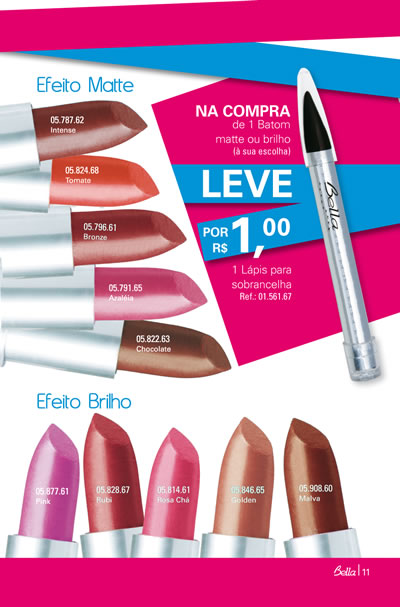 Efeito Matte
05.787.62
Intense
05.824.68
Tomate
05.796.61
Bronze
05.791.65
Azaléia
05.822.63
Chocolate
NA COMPRA
de 1 Batom
matte ou brilho
(à sua escolha)
LEVE
POR
R$ 1,00
1 Lápis para
sobrancelha
Ref.: 01.561.67
Bella
Efeito Brilho
05.877.61
Pink
05.828.67
Rubi
05.814.61
Rosa Chá
05.846.65
Golden
05.908.60
Malva
Bella | 11